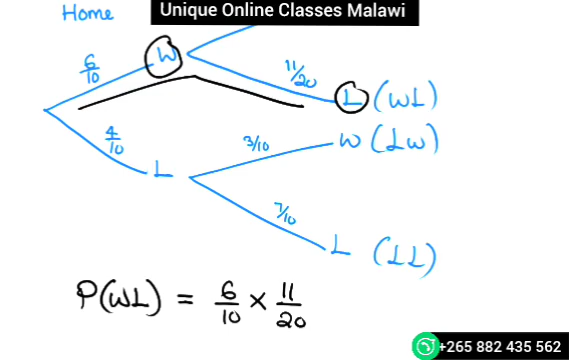 Unique Online Classes Malawi
Home
6/10
W
11/20
L (WL)
4/10
3/10
W (LW)
L
7/10
L (LL)
P(WL) = 6/10 × 11/20
+265 882 435 562